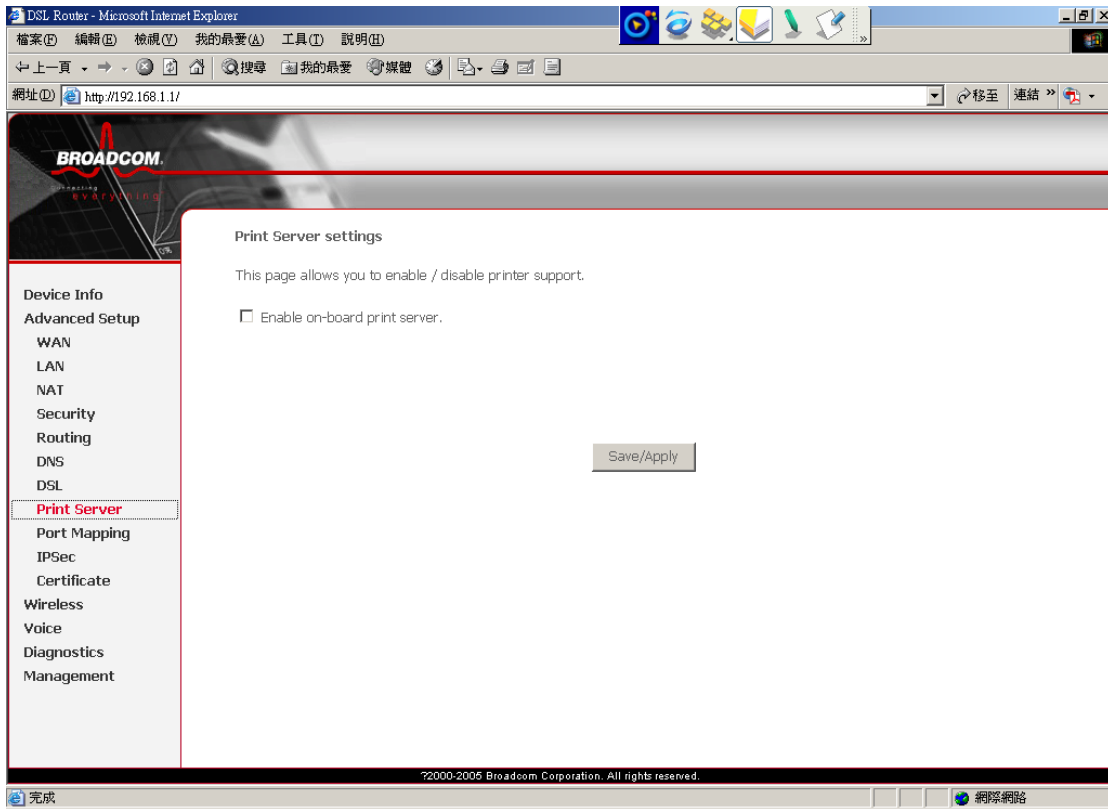 DSL Router - Microsoft Internet Explorer
檔案(F) 編輯(E) 檢視(V) 我的最愛(A) 工具(T) 說明(H)
»
上一頁 搜尋 我的最愛 媒體
網址(D) http://192.168.1.1/ 移至 連結 »
BROADCOM.
Connecting
everything
Print Server settings
This page allows you to enable / disable printer support.
Enable on-board print server.
Save/Apply
Device Info
Advanced Setup
WAN
LAN
NAT
Security
Routing
DNS
DSL
Print Server
Port Mapping
IPSec
Certificate
Wireless
Voice
Diagnostics
Management
?2000-2005 Broadcom Corporation. All rights reserved.
完成 網際網路